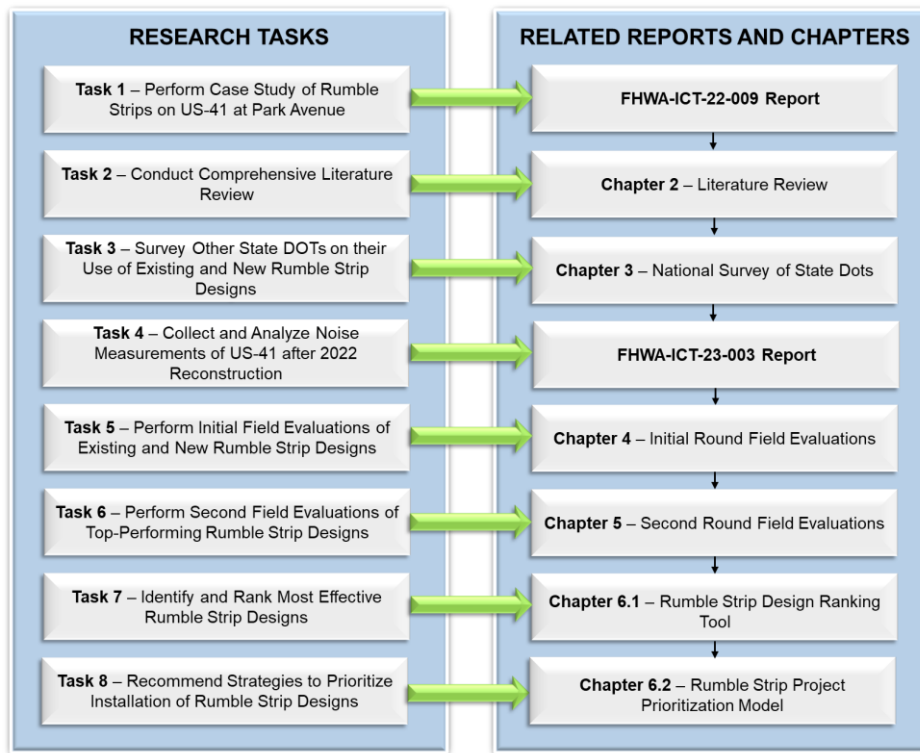 RESEARCH TASKS
Task 1 – Perform Case Study of Rumble
Strips on US-41 at Park Avenue
Task 2 – Conduct Comprehensive Literature
Review
Task 3 – Survey Other State DOTs on their
Use of Existing and New Rumble Strip
Designs
Task 4 – Collect and Analyze Noise
Measurements of US-41 after 2022
Reconstruction
Task 5 – Perform Initial Field Evaluations of
Existing and New Rumble Strip Designs
Task 6 – Perform Second Field Evaluations of
Top-Performing Rumble Strip Designs
Task 7 – Identify and Rank Most Effective
Rumble Strip Designs
Task 8 – Recommend Strategies to Prioritize
Installation of Rumble Strip Designs
RELATED REPORTS AND CHAPTERS
FHWA-ICT-22-009 Report
Chapter 2 – Literature Review
Chapter 3 – National Survey of State Dots
FHWA-ICT-23-003 Report
Chapter 4 – Initial Round Field Evaluations
Chapter 5 – Second Round Field Evaluations
Chapter 6.1 – Rumble Strip Design Ranking
Tool
Chapter 6.2 – Rumble Strip Project
Prioritization Model